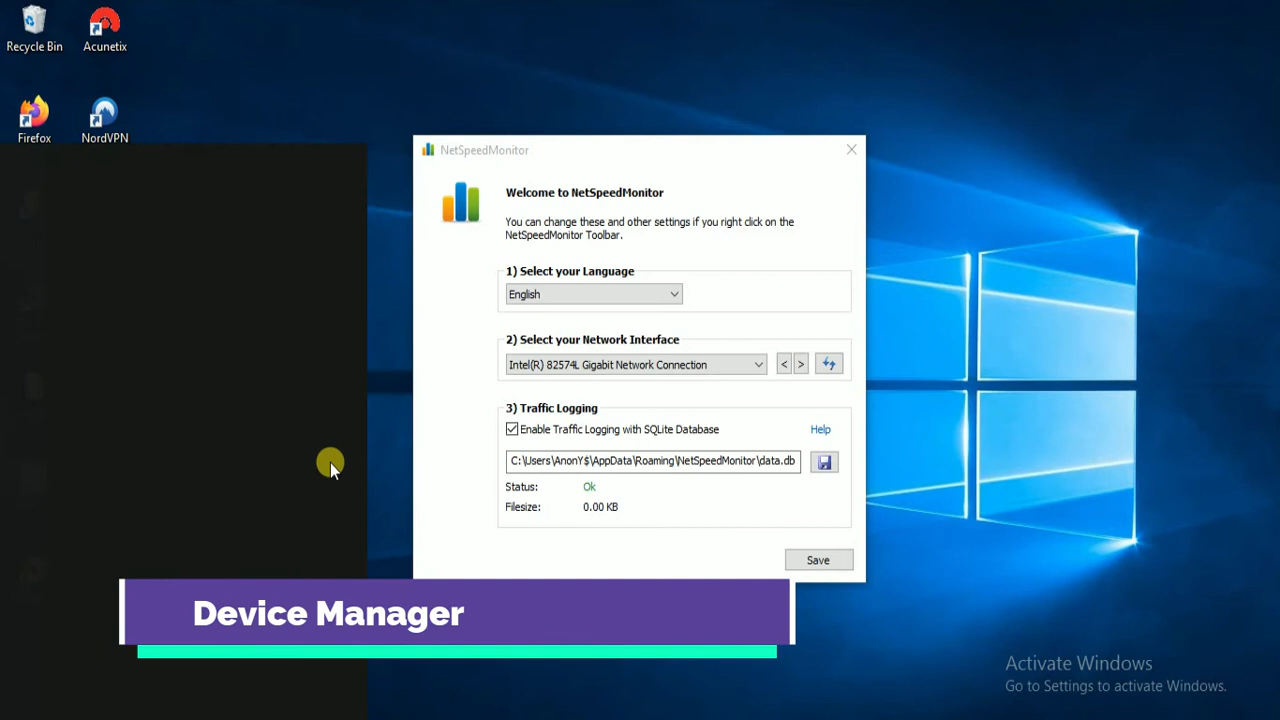 Recycle Bin
Acunetix
Firefox
NordVPN
NetSpeedMonitor
Welcome to NetSpeedMonitor
You can change these and other settings if you right click on the
NetSpeedMonitor Toolbar.
1) Select your Language
English
2) Select your Network Interface
Intel(R) 82574L Gigabit Network Connection
< >
3) Traffic Logging
Enable Traffic Logging with SQLite Database
Help
C:\Users\AnonY$\AppData\Roaming\NetSpeedMonitor\data.db
Status: Ok
Filesize: 0.00 KB
Save
Device Manager
Activate Windows
Go to Settings to activate Windows.